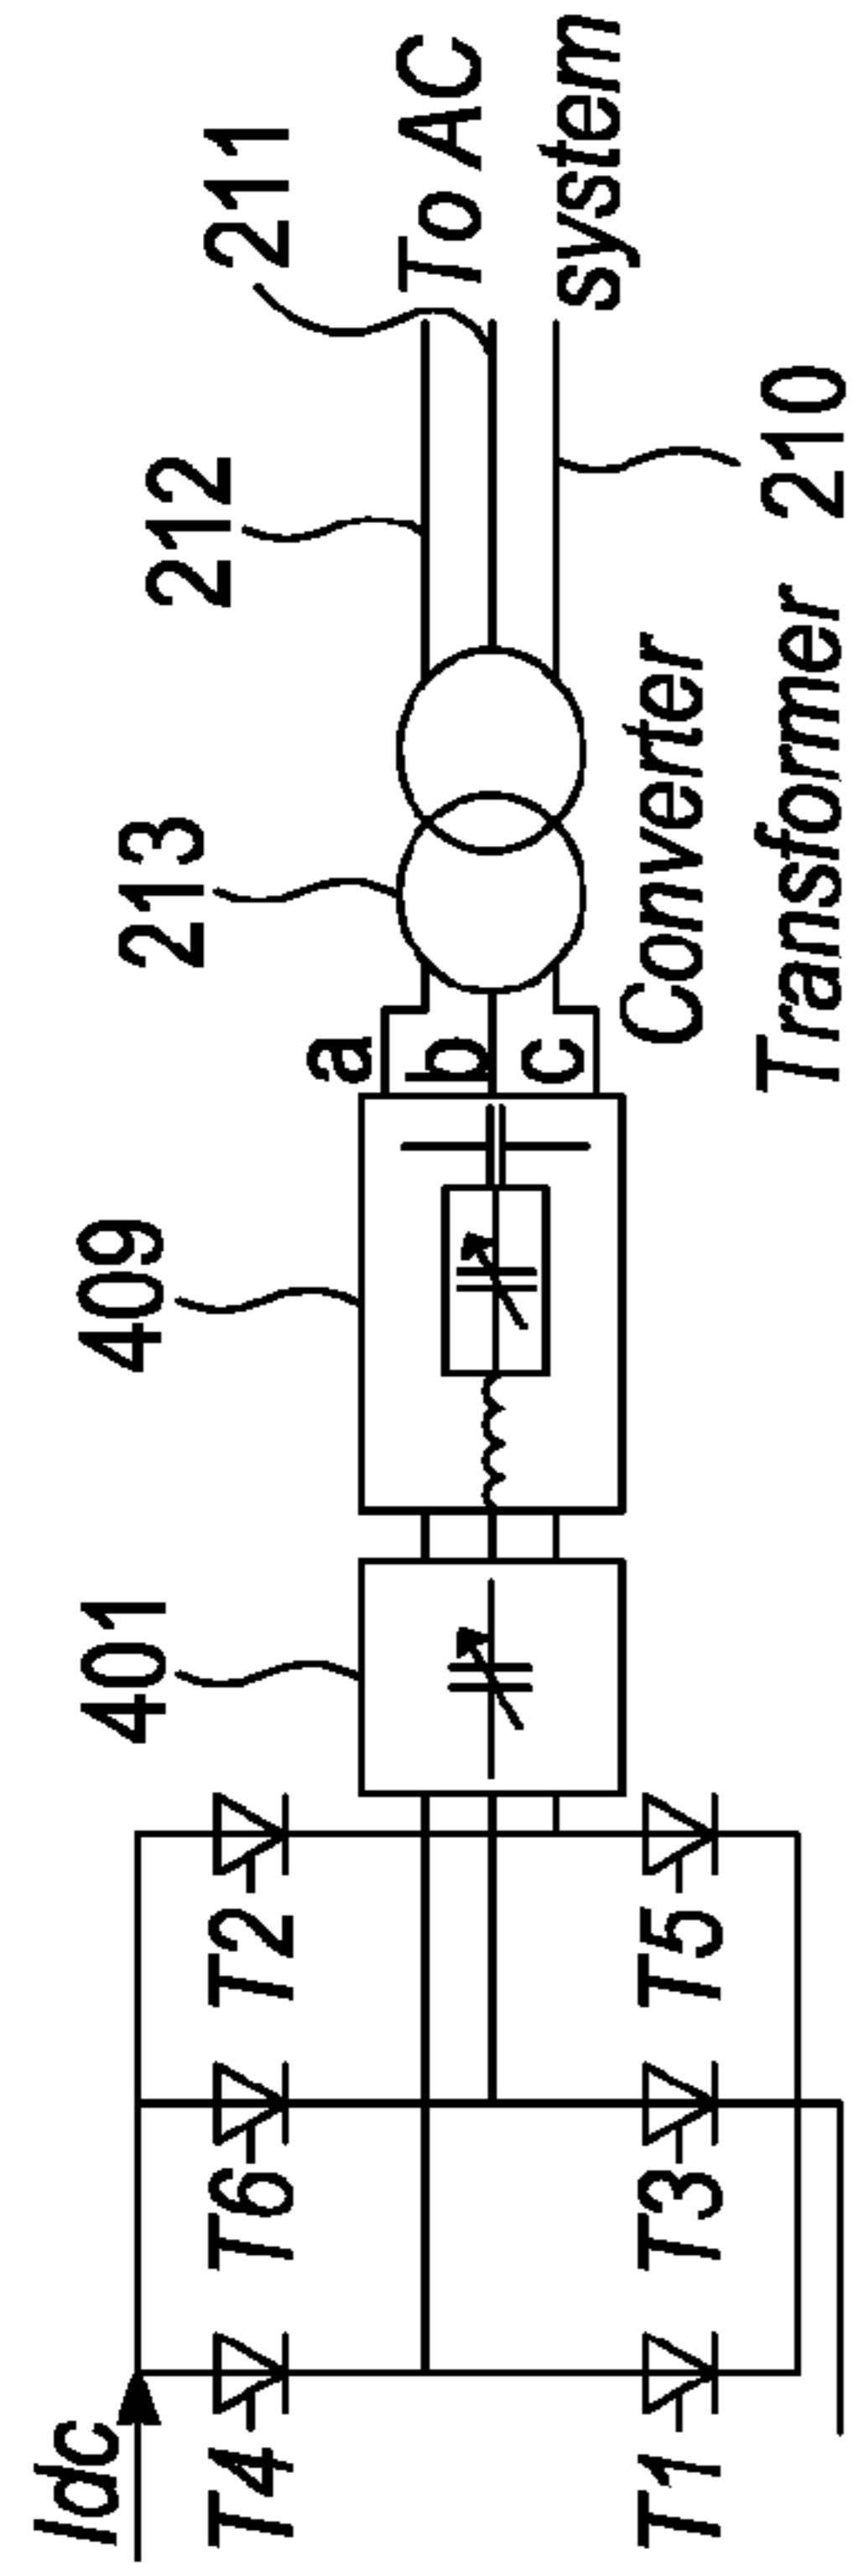 Idc
T4
T6
T2
T1
T3
T5
401
409
a
b
c
213
212
211
To AC
system
210
Converter
Transformer